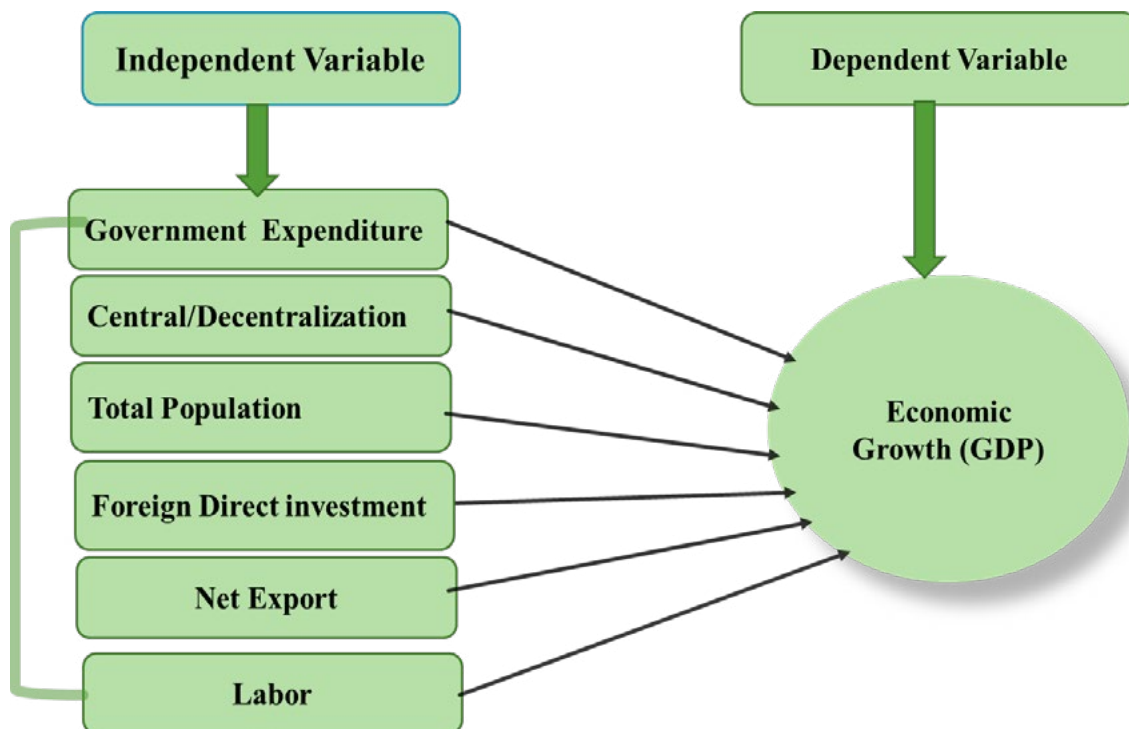 Independent Variable
Dependent Variable
Government Expenditure
Central/Decentralization
Total Population
Foreign Direct investment
Net Export
Labor
Economic
Growth (GDP)